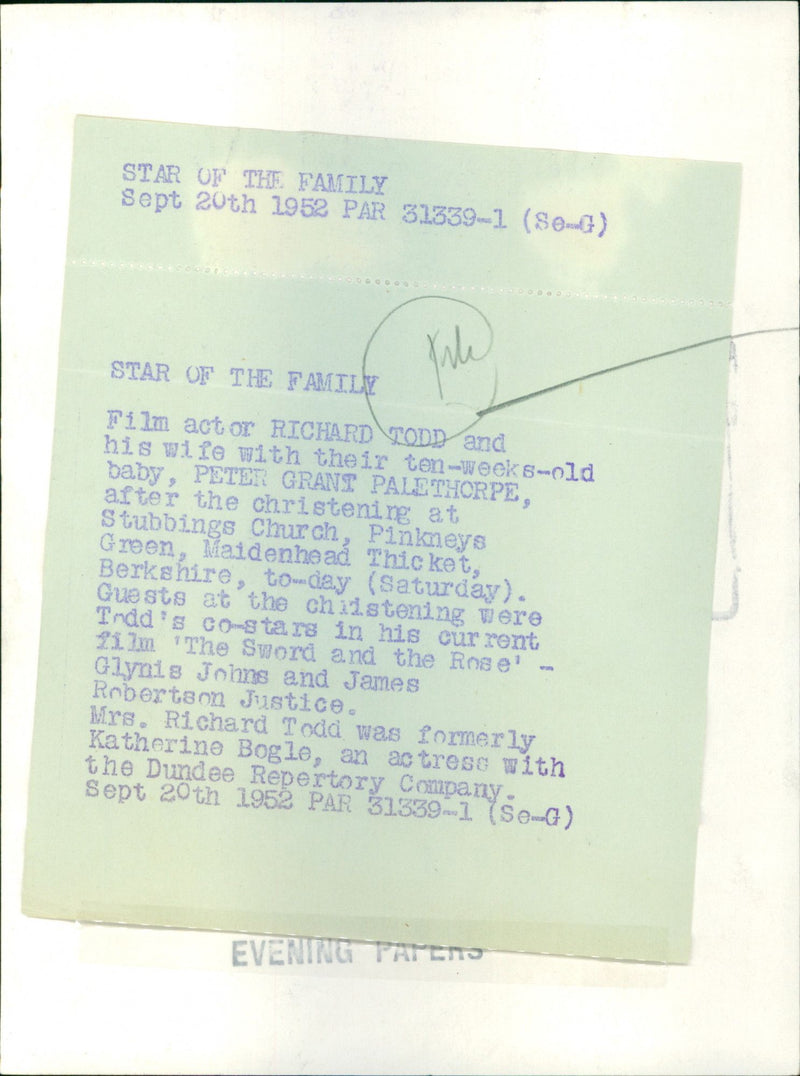 STAR OF THE FAMILY
Sept 20th 1952 PAR 31339-1 (Se-G)
STAR OF THE FAMILY
Film actor RICHARD TODD and
his wife with their ten-weeks-old
baby, PETER GRANT PALETHORPE,
after the christening at
Stubbings Church, Pinkneys
Green, Maidenhead Thicket,
Berkshire, to-day (Saturday).
Guests at the christening were
Todd's co-stars in his current
film 'The Sword and the Rose' -
Glynis Johns and James
Robertson Justice.
Mrs. Richard Todd was formerly
Katherine Bogle, an actress with
the Dundee Repertory Company.
Sept 20th 1952 PAR 31339-1 (Se-G)
EVENING PAPERS